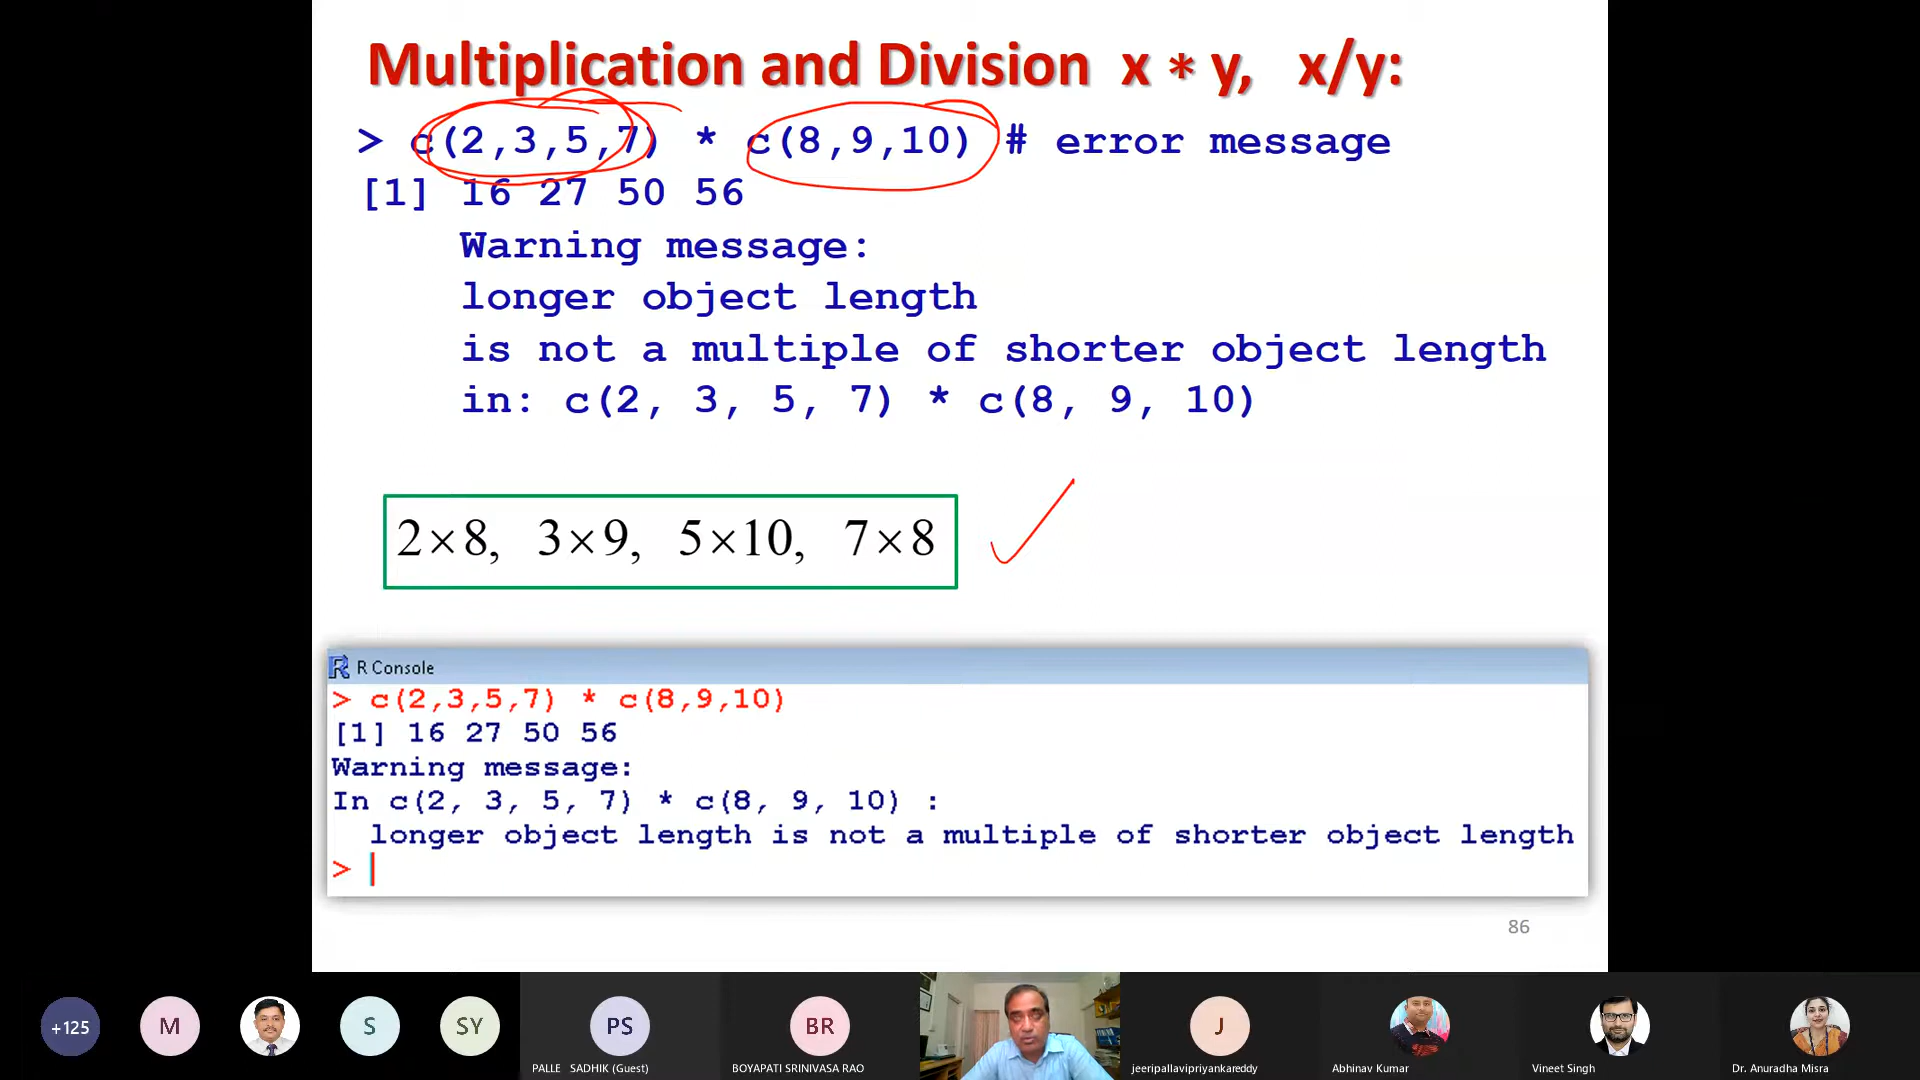 Multiplication and Division x * y, x/y:
> c(2,3,5,7) * c(8,9,10) # error message
[1] 16 27 50 56
Warning message:
longer object length
is not a multiple of shorter object length
in: c(2, 3, 5, 7) * c(8, 9, 10)
2×8, 3×9, 5×10, 7×8
R Console
> c(2,3,5,7) * c(8,9,10)
[1] 16 27 50 56
Warning message:
In c(2, 3, 5, 7) * c(8, 9, 10) :
longer object length is not a multiple of shorter object length
>
86
+125
M
S
SY
PS
BR
J
PALLE SADHIK (Guest)
BOYAPATI SRINIVASA RAO
jeeripallavipriyankareddy
Abhinav Kumar
Vineet Singh
Dr. Anuradha Misra